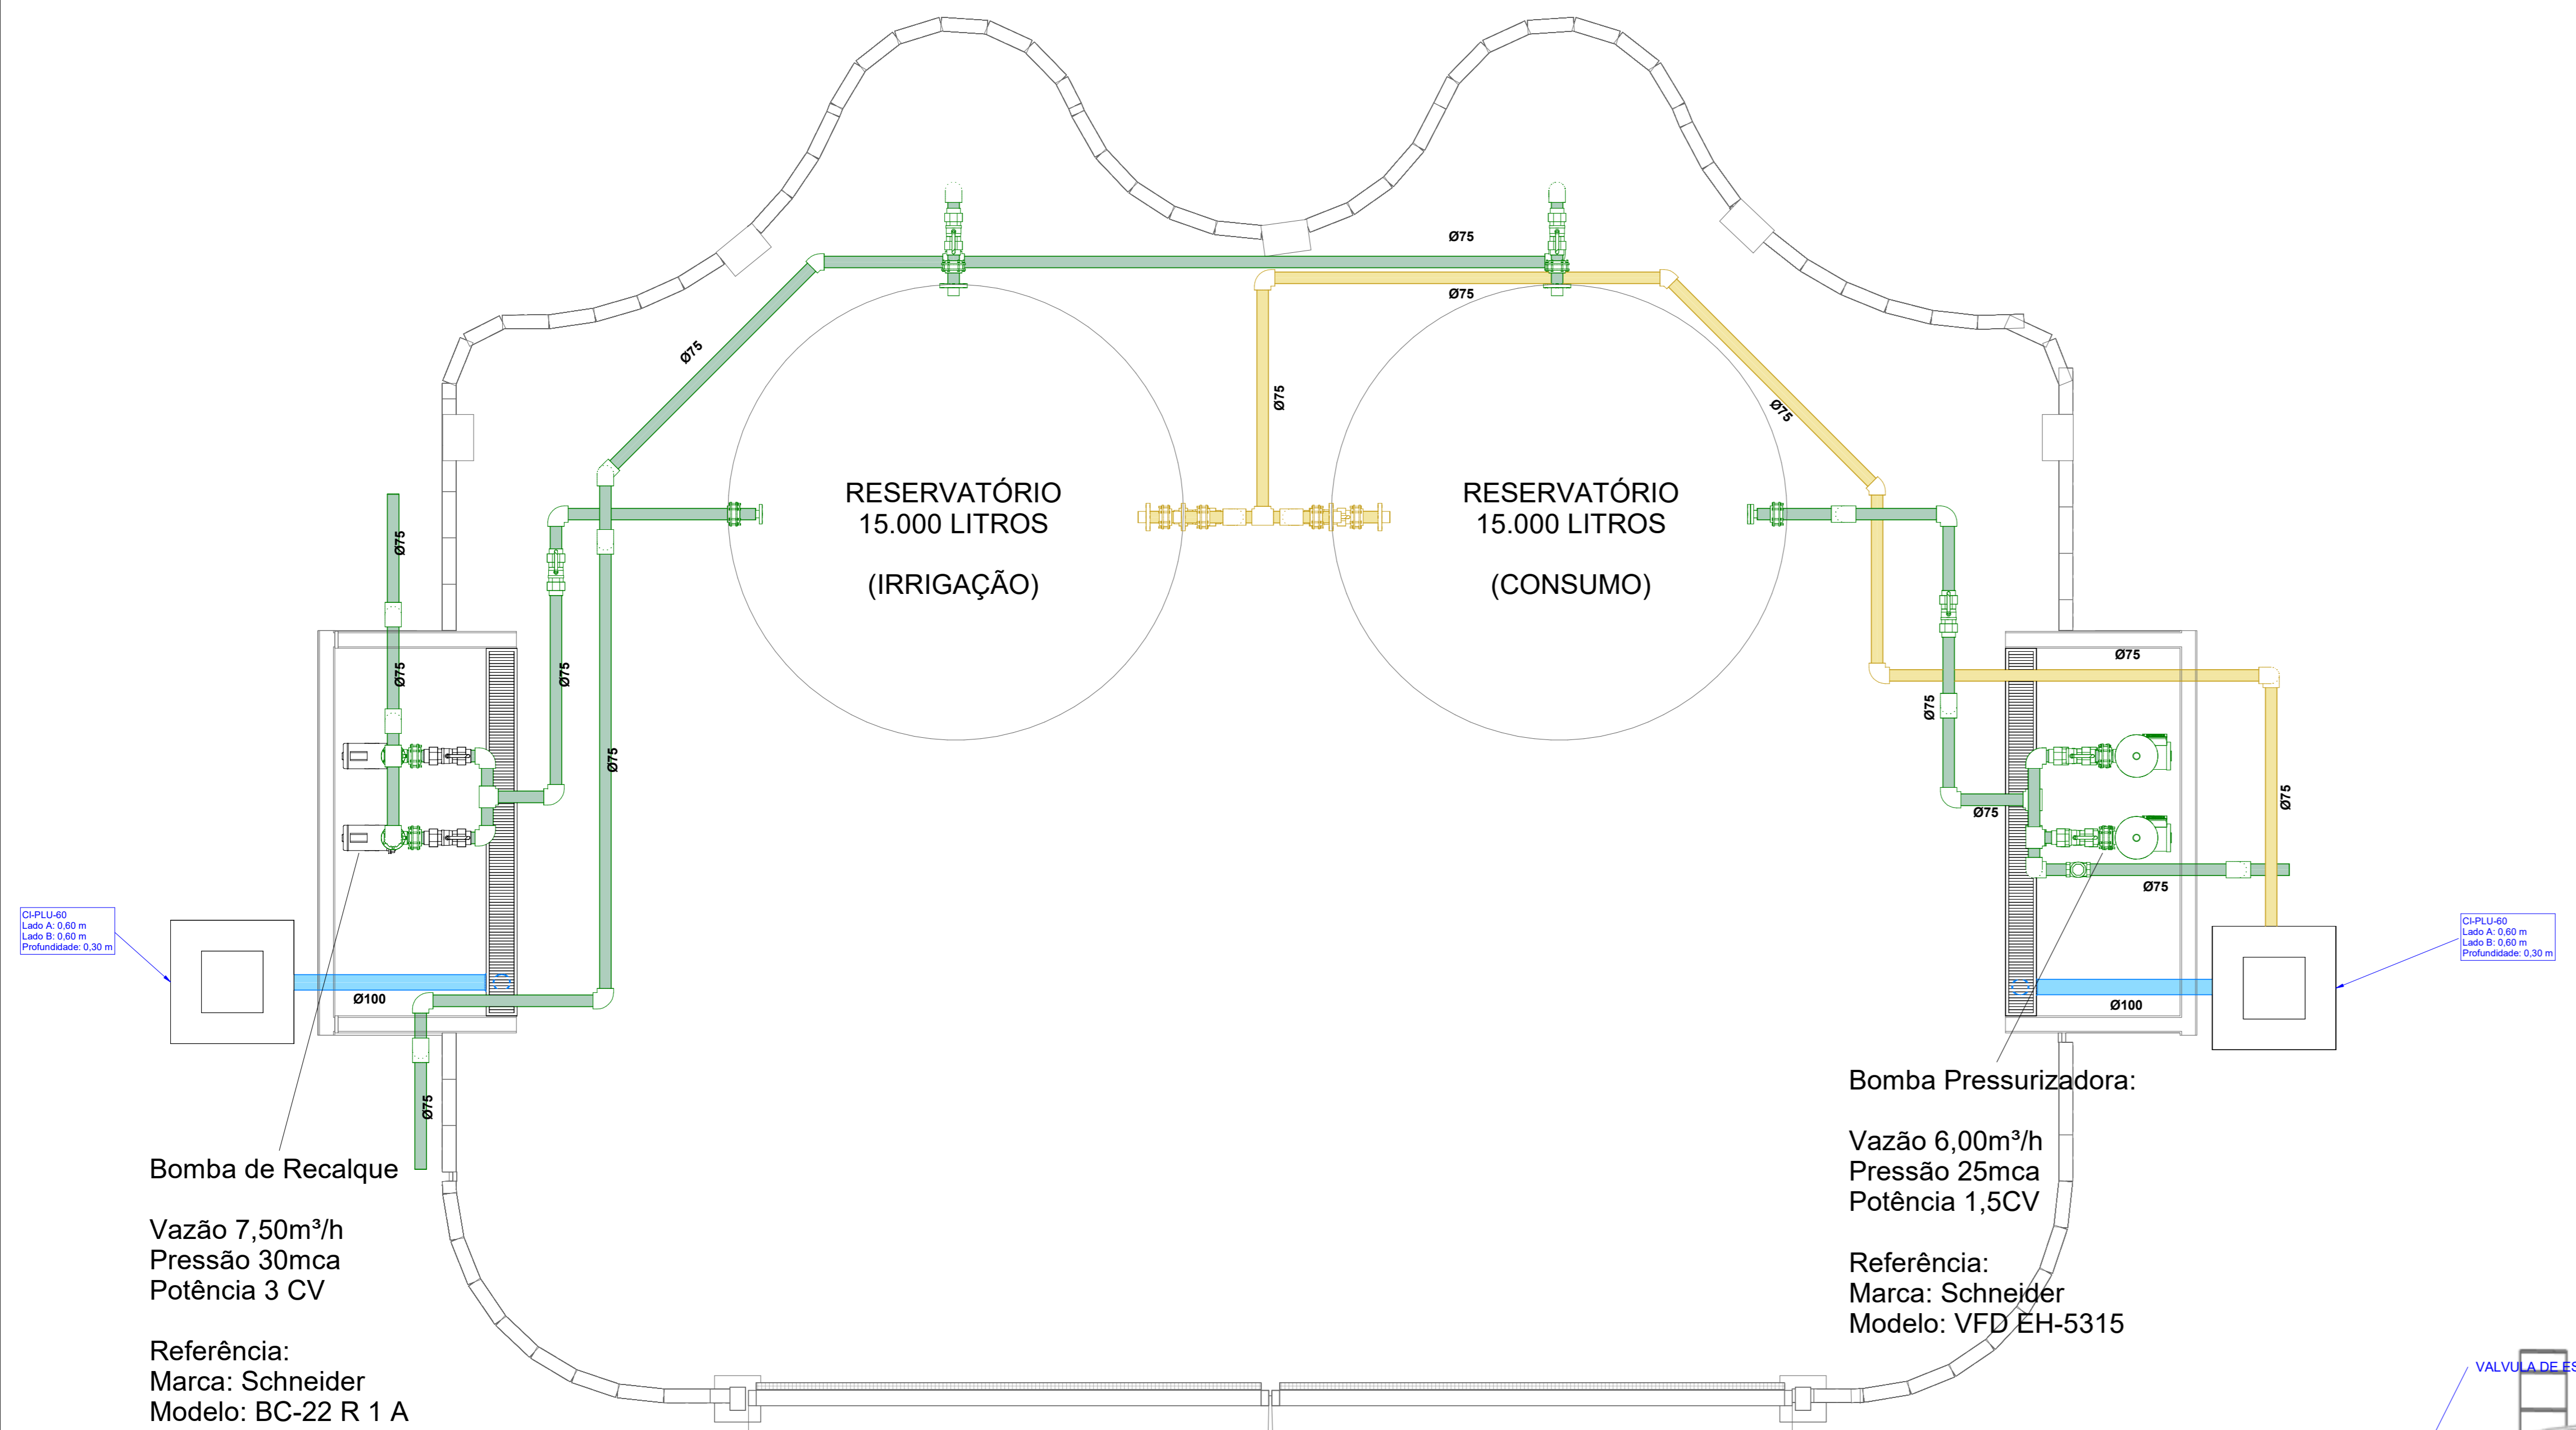 Ø75
Ø75
Ø75
Ø75
Ø75
RESERVATÓRIO
15.000 LITROS
(IRRIGAÇÃO)
RESERVATÓRIO
15.000 LITROS
(CONSUMO)
Ø75
Ø75
Ø75
Ø75
Ø75
Ø75
Ø75
Ø75
Ø75
CI-PLU-60
Lado A: 0,60 m
Lado B: 0,60 m
Profundidade: 0,30 m
Ø100
CI-PLU-60
Lado A: 0,60 m
Lado B: 0,60 m
Profundidade: 0,30 m
Ø100
Ø75
Bomba de Recalque
Vazão 7,50m³/h
Pressão 30mca
Potência 3 CV
Referência:
Marca: Schneider
Modelo: BC-22 R 1 A
Bomba Pressurizadora:
Vazão 6,00m³/h
Pressão 25mca
Potência 1,5CV
Referência:
Marca: Schneider
Modelo: VFD EH-5315
VALVULA DE ES